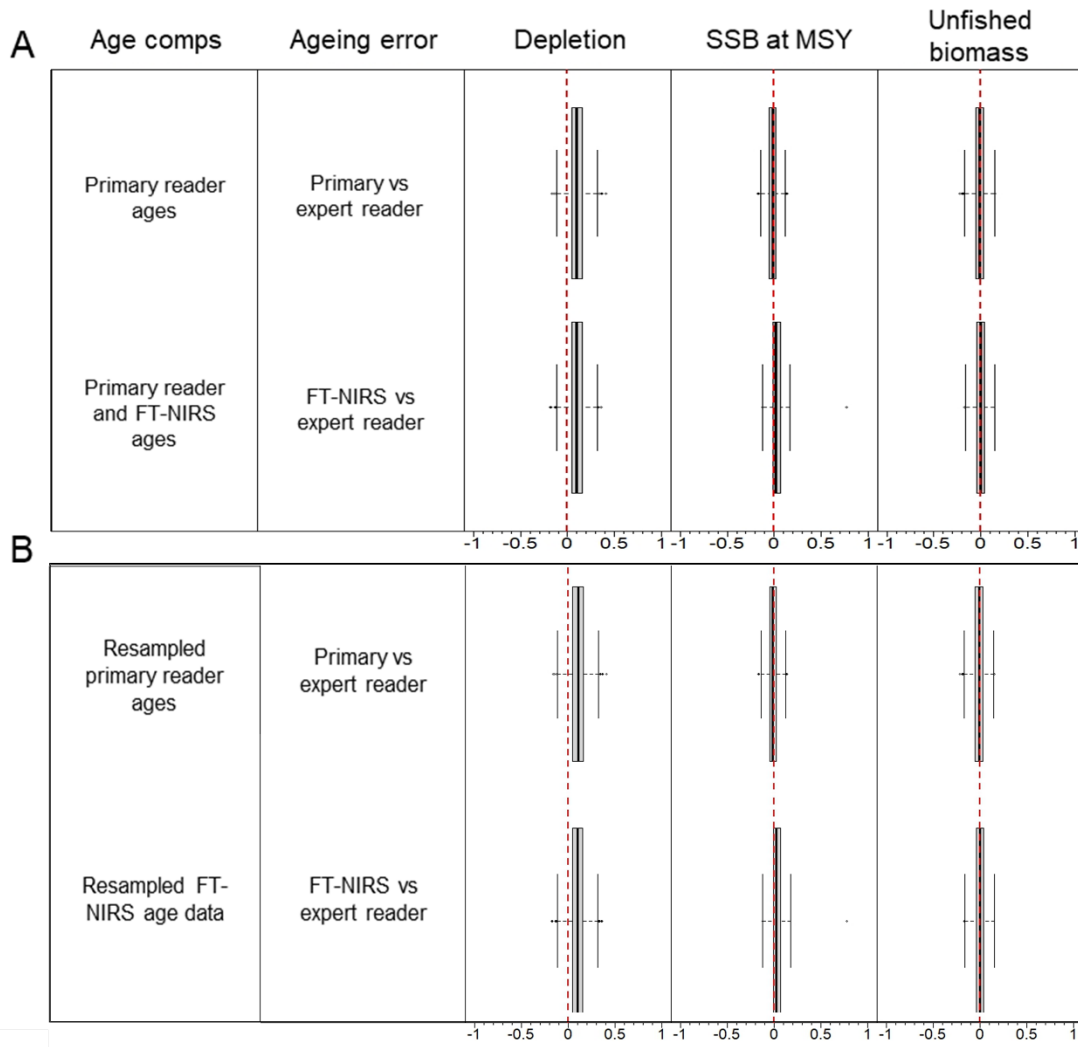 A
Age comps
Ageing error
Depletion
SSB at MSY
Unfished
biomass
Primary reader
ages
Primary vs
expert reader
Primary reader
and FT-NIRS
ages
FT-NIRS vs
expert reader
-1 -0.5 0 0.5 1 -1 -0.5 0 0.5 1 -1 -0.5 0 0.5 1
B
Resampled
primary reader
ages
Primary vs
expert reader
Resampled FT-
NIRS age data
FT-NIRS vs
expert reader
-1 -0.5 0 0.5 1 -1 -0.5 0 0.5 1 -1 -0.5 0 0.5 1